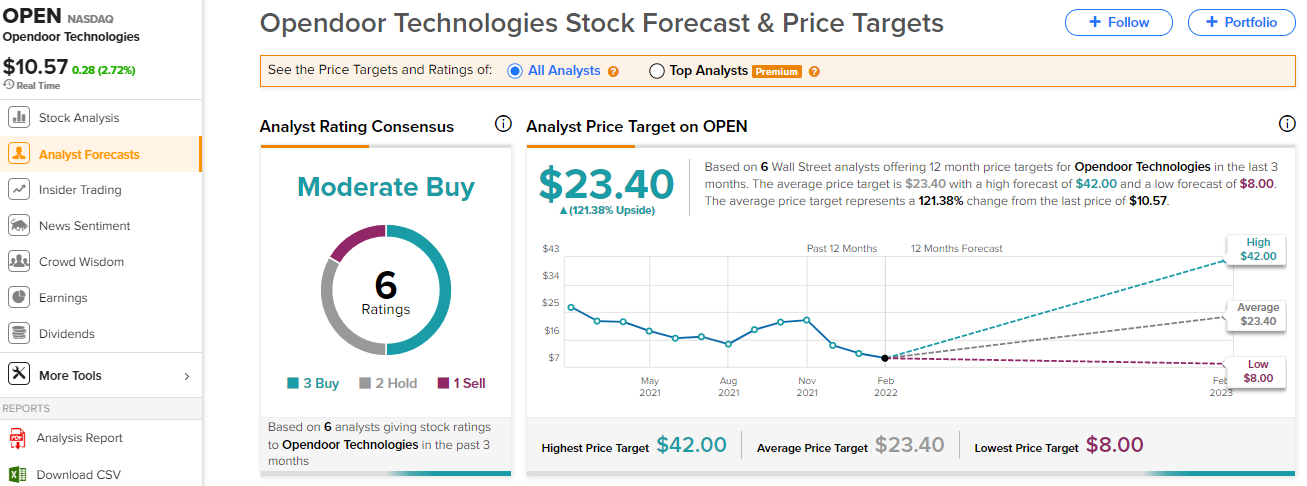 OPEN NASDAQ
Opendoor Technologies
$10.57 0.28 (2.72%)
Real Time
Stock Analysis
Analyst Forecasts
Insider Trading
News Sentiment
Crowd Wisdom
Earnings
Dividends
More Tools
REPORTS
Analysis Report
Download CSV
Opendoor Technologies Stock Forecast & Price Targets
+ Follow
+ Portfolio
See the Price Targets and Ratings of: All Analysts ? Top Analysts Premium ?
Analyst Rating Consensus
Moderate Buy
6
Ratings
3 Buy 2 Hold 1 Sell
Based on 6 analysts giving stock ratings
to Opendoor Technologies in the past 3
months
Analyst Price Target on OPEN
$23.40
▲(121.38% Upside)
Based on 6 Wall Street analysts offering 12 month price targets for Opendoor Technologies in the last 3
months. The average price target is $23.40 with a high forecast of $42.00 and a low forecast of $8.00.
The average price target represents a 121.38% change from the last price of $10.57.
Past 12 Months 12 Months Forecast
$43
$34
$25
$16
$7
High
$42.00
Average
$23.40
Low
$8.00
May
2021
Aug
2021
Nov
2021
Feb
2022
Feb
2023
Highest Price Target $42.00 Average Price Target $23.40 Lowest Price Target $8.00